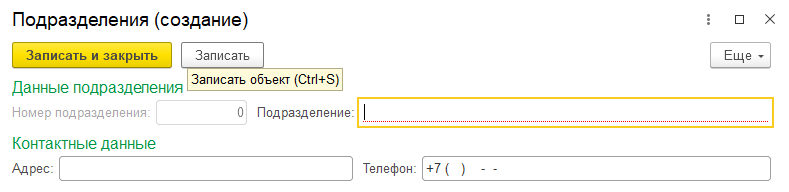 Подразделения (создание)
Записать и закрыть Записать Еще
Записать объект (Ctrl+S)
Данные подразделения
Номер подразделения: 0 Подразделение:
Контактные данные
Адрес: Телефон: +7 ( ) - -